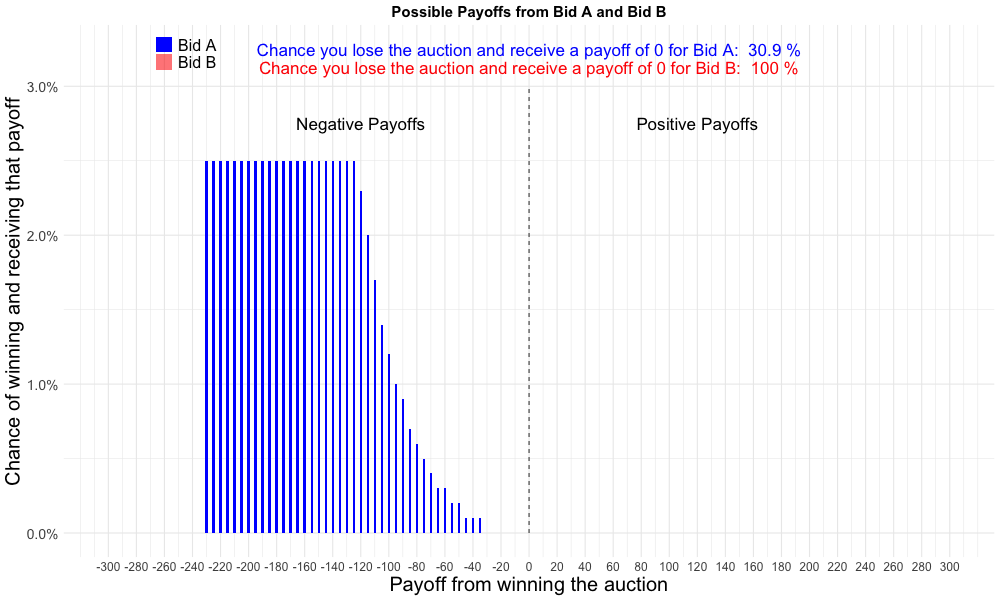 Possible Payoffs from Bid A and Bid B
Bid A
Bid B
Chance you lose the auction and receive a payoff of 0 for Bid A: 30.9 %
Chance you lose the auction and receive a payoff of 0 for Bid B: 100 %
Negative Payoffs
Positive Payoffs
Chance of winning and receiving that payoff
3.0%
2.0%
1.0%
0.0%
-300 -280 -260 -240 -220 -200 -180 -160 -140 -120 -100 -80 -60 -40 -20 0 20 40 60 80 100 120 140 160 180 200 220 240 260 280 300
Payoff from winning the auction